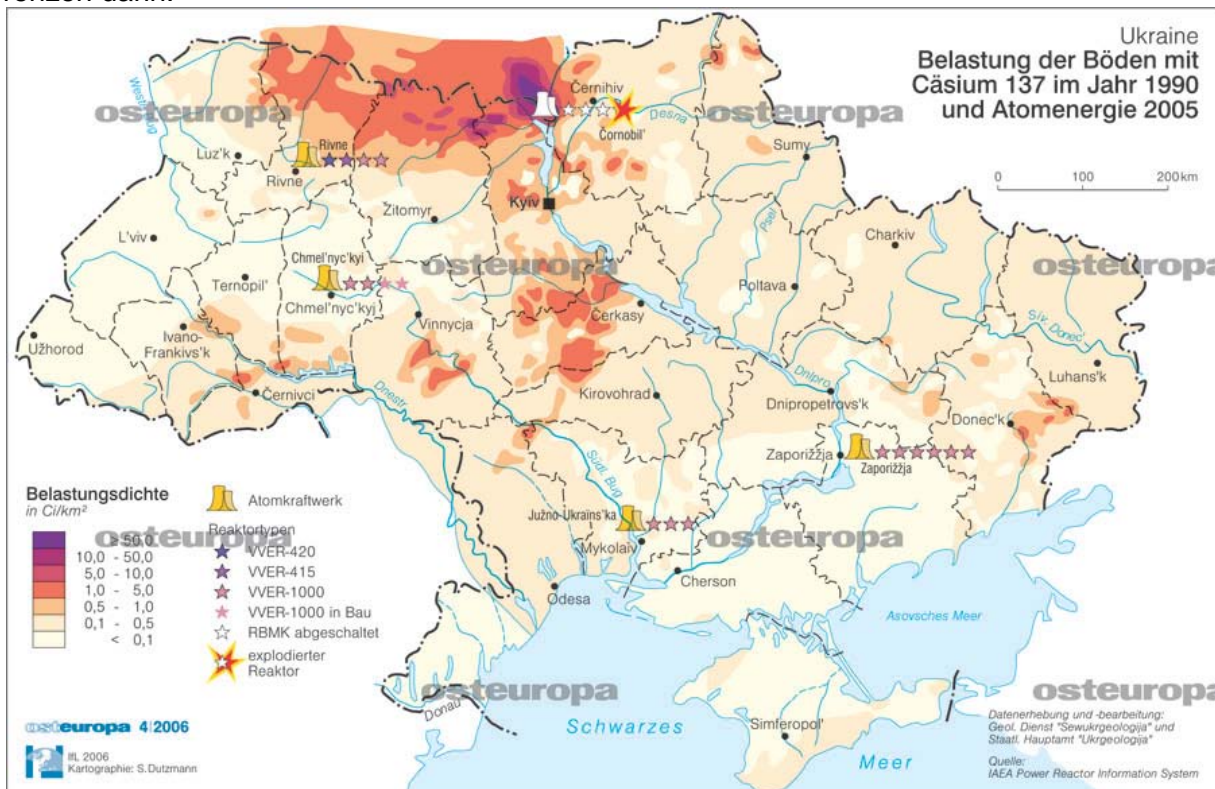 Ukraine
Belastung der Böden mit
Cäsium 137 im Jahr 1990
und Atomenergie 2005
0 100 200 km
osteuropa
osteuropa
osteuropa
osteuropa
osteuropa
osteuropa
osteuropa
osteuropa
Černihiv
Desna
Čornobil'
Sumy
Luz'k
Rivne
Rivne
Kyiv
Žitomyr
Psel
Charkiv
L'viv
Chmel'nyc'kyi
Ternopil'
Chmel'nyc'kyj
Poltava
Čerkasy
Vinnycja
Siv. Donec'
Užhorod
Ivano-
Frankivs'k
Luhans'k
Černivci
Dnestr
Kirovohrad
Dnipro
Dnipropetrovs'k
Donec'k
Zaporižžja
Zaporižžja
Südl. Bug
Južno-Ukrains'ka
Mykolaïv
Cherson
Odesa
Asovsches Meer
Donau
Schwarzes
Meer
Simferopol'
Belastungsdichte
in Ci/km²
≥ 50,0
10,0 - 50,0
5,0 - 10,0
1,0 - 5,0
0,5 - 1,0
0,1 - 0,5
< 0,1
Atomkraftwerk
Reaktortypen
VVER-420
VVER-415
VVER-1000
VVER-1000 in Bau
RBMK abgeschaltet
explodierter
Reaktor
osteuropa 4|2006
IfL 2006
Kartographie: S. Dutzmann
Datenerhebung und -bearbeitung:
Geol. Dienst "Sewukrgeologija" und
Staatl. Hauptamt "Ukrgeologija"
Quelle:
IAEA Power Reactor Information System